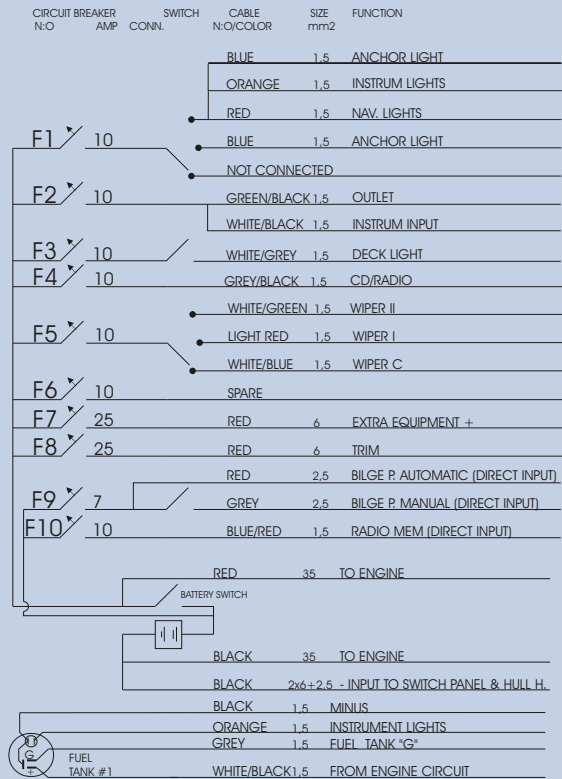 CIRCUIT BREAKER SWITCH CABLE SIZE FUNCTION
N:O AMP CONN. N:O/COLOR mm2
BLUE 1,5 ANCHOR LIGHT
ORANGE 1,5 INSTRUM LIGHTS
RED 1,5 NAV. LIGHTS
F1 10 BLUE 1,5 ANCHOR LIGHT
NOT CONNECTED
F2 10 GREEN/BLACK 1,5 OUTLET
WHITE/BLACK 1,5 INSTRUM INPUT
F3 10 WHITE/GREY 1,5 DECK LIGHT
F4 10 GREY/BLACK 1.5 CD/RADIO
WHITE/GREEN 1,5 WIPER II
F5 10 LIGHT RED 1,5 WIPER I
WHITE/BLUE 1,5 WIPER C
F6 10 SPARE
F7 25 RED 6 EXTRA EQUIPMENT +
F8 25 RED 6 TRIM
RED 2,5 BILGE P. AUTOMATIC (DIRECT INPUT)
F9 7 GREY 2,5 BILGE P. MANUAL (DIRECT INPUT)
F10 10 BLUE/RED 1,5 RADIO MEM (DIRECT INPUT)
RED 35 TO ENGINE
BATTERY SWITCH
BLACK 35 TO ENGINE
BLACK 2x6+2,5 - INPUT TO SWITCH PANEL & HULL H.
BLACK 1,5 MINUS
ORANGE 1,5 INSTRUMENT LIGHTS
GREY 1,5 FUEL TANK "G"
G FUEL
TANK #1 WHITE/BLACK 1,5 FROM ENGINE CIRCUIT